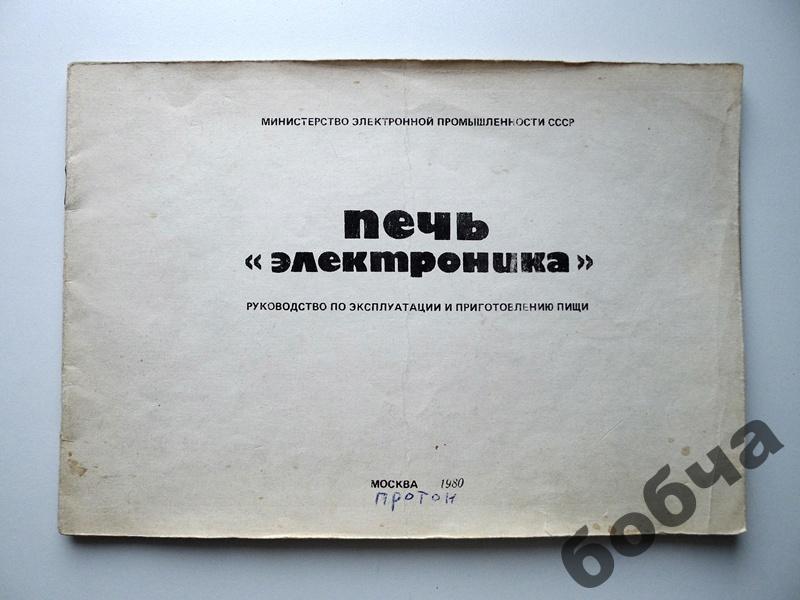 МИНИСТЕРСТВО ЭЛЕКТРОННОЙ ПРОМЫШЛЕННОСТИ СССР
печь
«электроника»
РУКОВОДСТВО ПО ЭКСПЛУАТАЦИИ И ПРИГОТОВЛЕНИЮ ПИЩИ
МОСКВА 1980
ПРОТОН
бобча